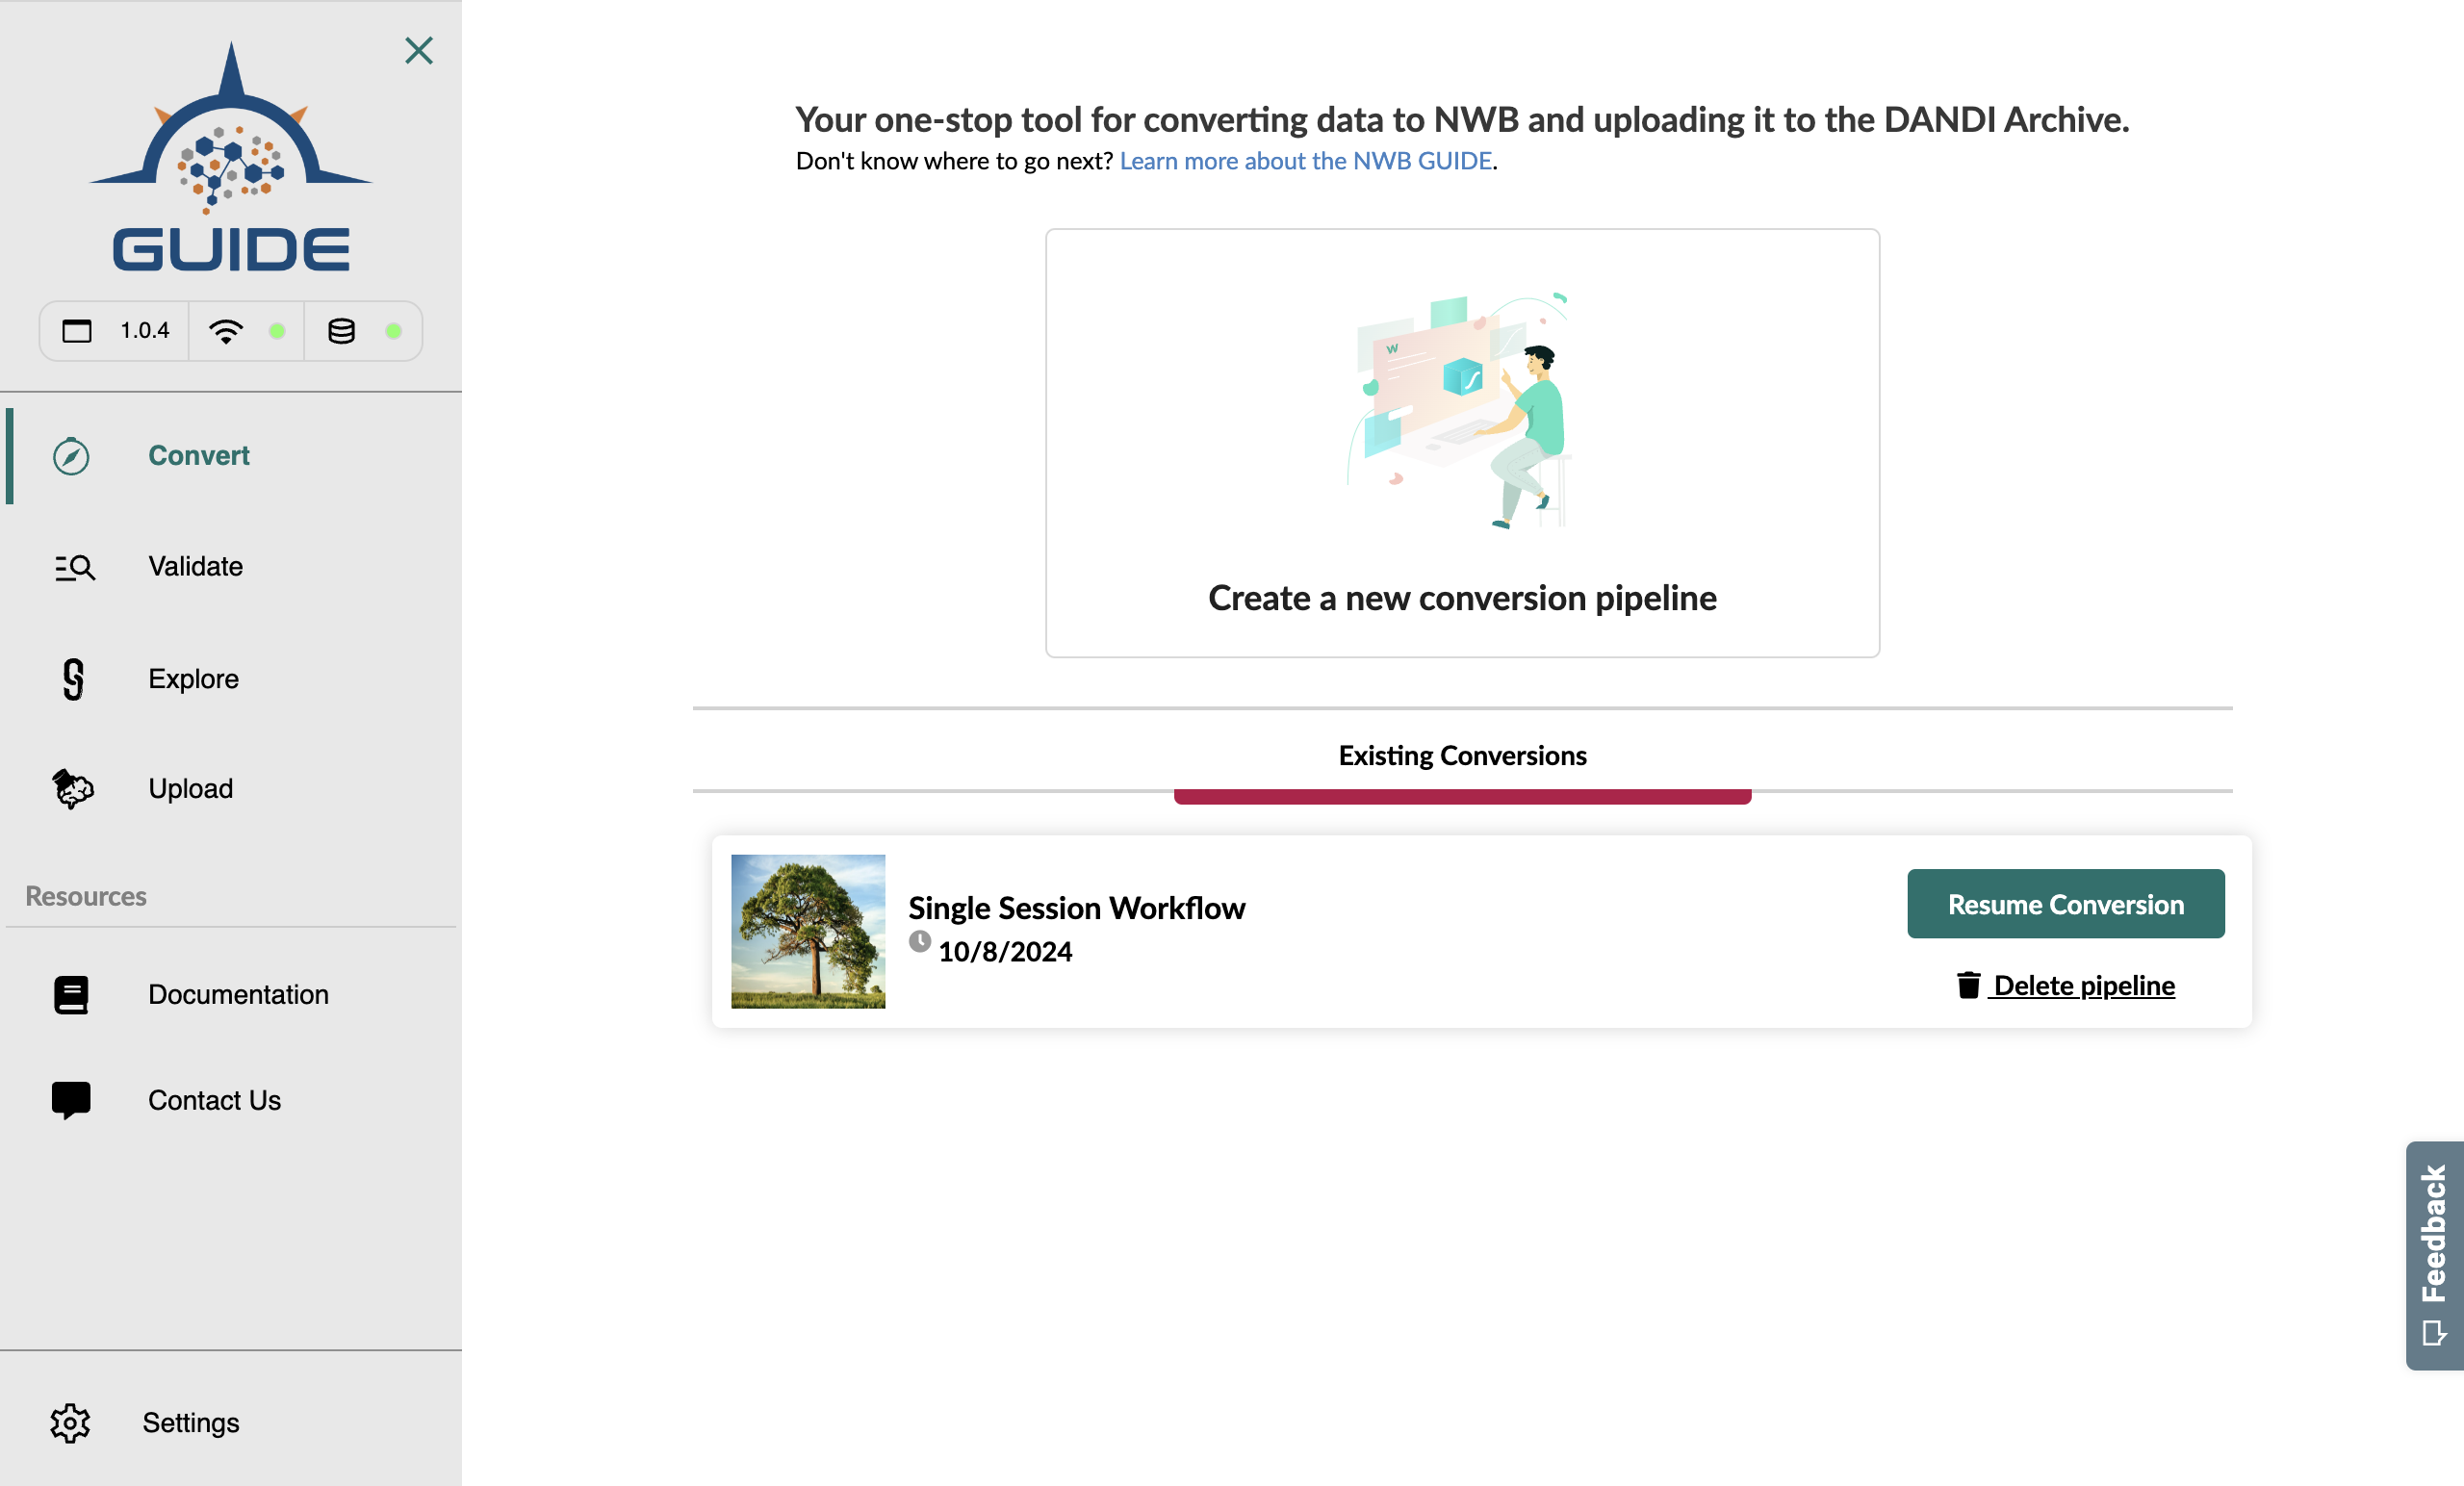 GUIDE
1.0.4
Convert
Validate
Explore
Upload
Resources
Documentation
Contact Us
Settings
Your one-stop tool for converting data to NWB and uploading it to the DANDI Archive.
Don't know where to go next? Learn more about the NWB GUIDE.
W
Create a new conversion pipeline
Existing Conversions
Single Session Workflow
10/8/2024
Resume Conversion
Delete pipeline
Feedback